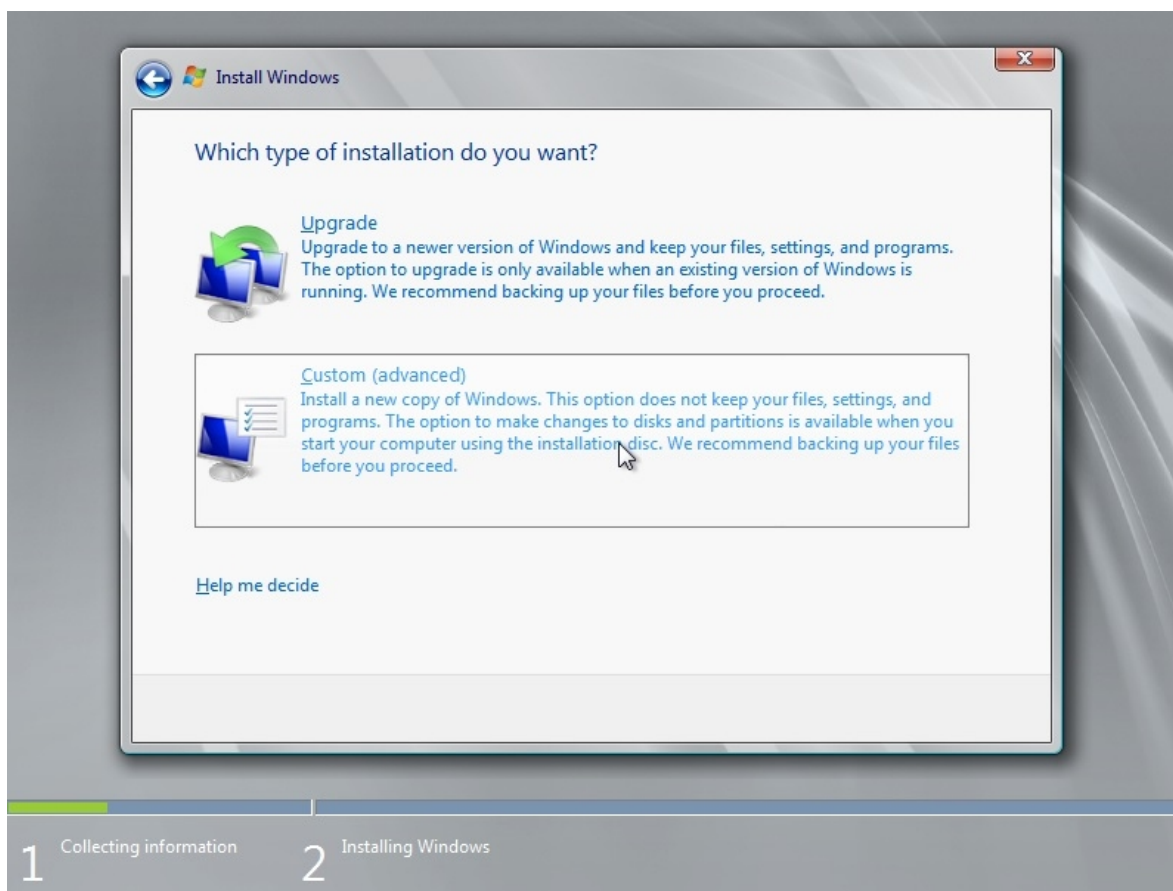 Install Windows
Which type of installation do you want?
Upgrade
Upgrade to a newer version of Windows and keep your files, settings, and programs.
The option to upgrade is only available when an existing version of Windows is
running. We recommend backing up your files before you proceed.
Custom (advanced)
Install a new copy of Windows. This option does not keep your files, settings, and
programs. The option to make changes to disks and partitions is available when you
start your computer using the installation disc. We recommend backing up your files
before you proceed.
Help me decide
1 Collecting information 2 Installing Windows